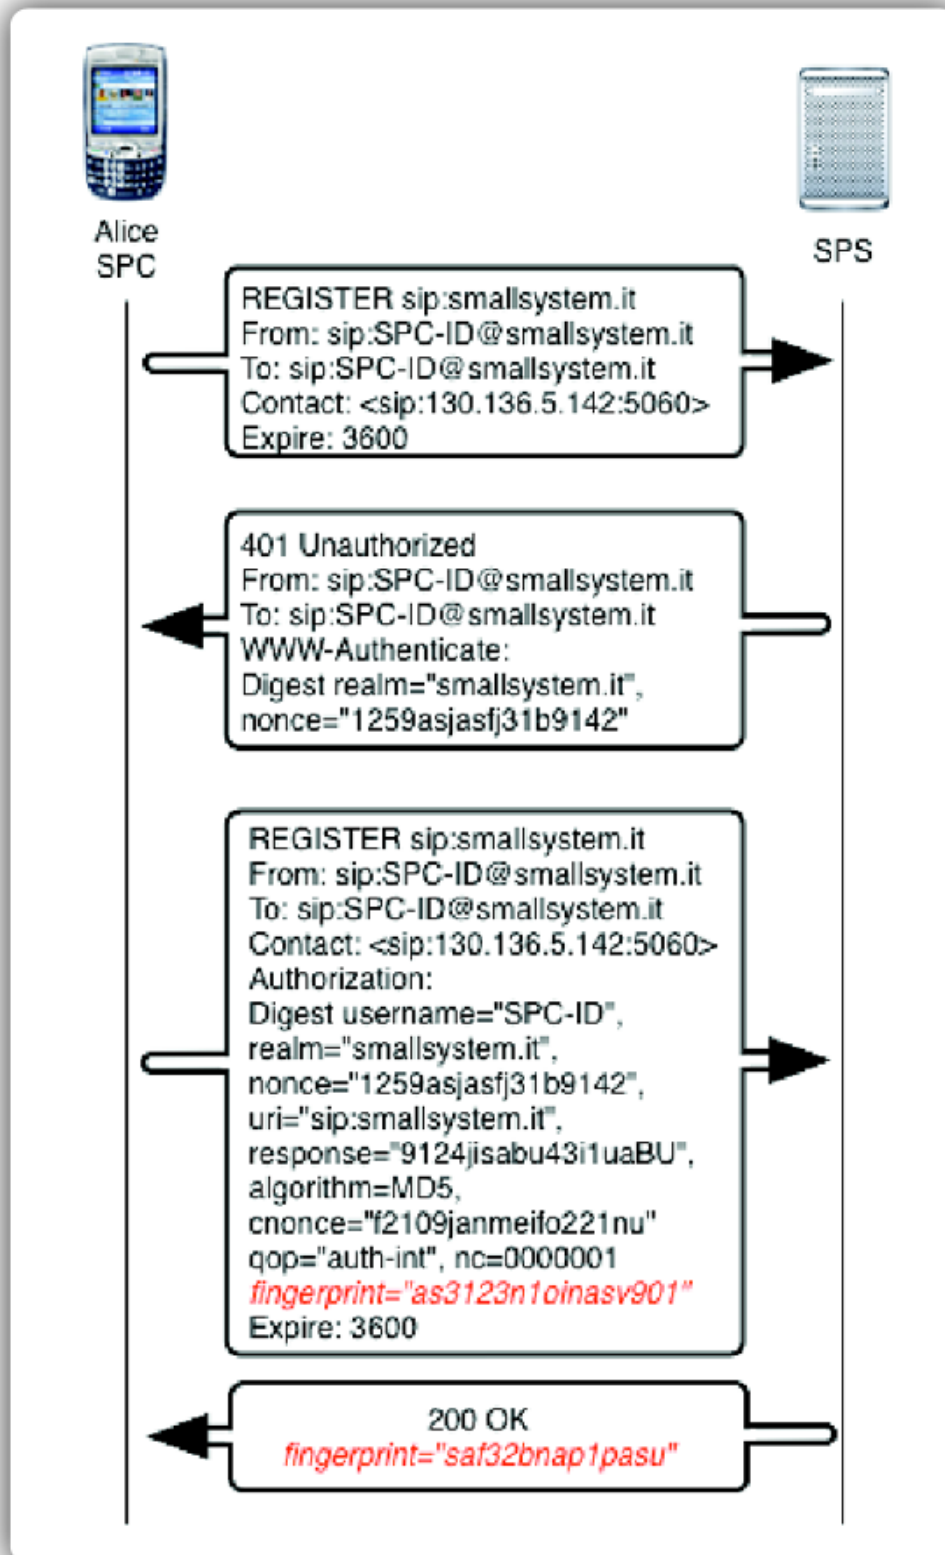 Alice
SPC
SPS
REGISTER sip:smallsystem.it
From: sip:SPC-ID@smallsystem.it
To: sip:SPC-ID@smallsystem.it
Contact: <sip:130.136.5.142:5060>
Expire: 3600
401 Unauthorized
From: sip:SPC-ID@smallsystem.it
To: sip:SPC-ID@smallsystem.it
WWW-Authenticate:
Digest realm="smallsystem.it",
nonce="1259asjasfj31b9142"
REGISTER sip:smallsystem.it
From: sip:SPC-ID@smallsystem.it
To: sip:SPC-ID@smallsystem.it
Contact: <sip:130.136.5.142:5060>
Authorization:
Digest username="SPC-ID",
realm="smallsystem.it",
nonce="1259asjasfj31b9142",
uri="sip:smallsystem.it",
response="9124jisabu43i1uaBU",
algorithm=MD5,
cnonce="f2109janmeifo221nu"
qop="auth-int", nc=0000001
fingerprint="as3123n1oinasv901"
Expire: 3600
200 OK
fingerprint="saf32bnap1pasu"